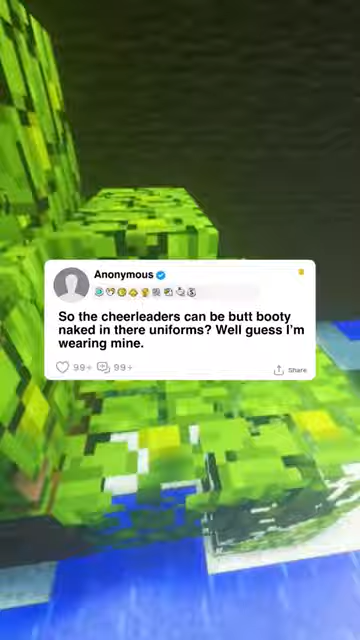 Anonymous
So the cheerleaders can be butt booty
naked in there uniforms? Well guess I'm
wearing mine.
99+ 99+ Share